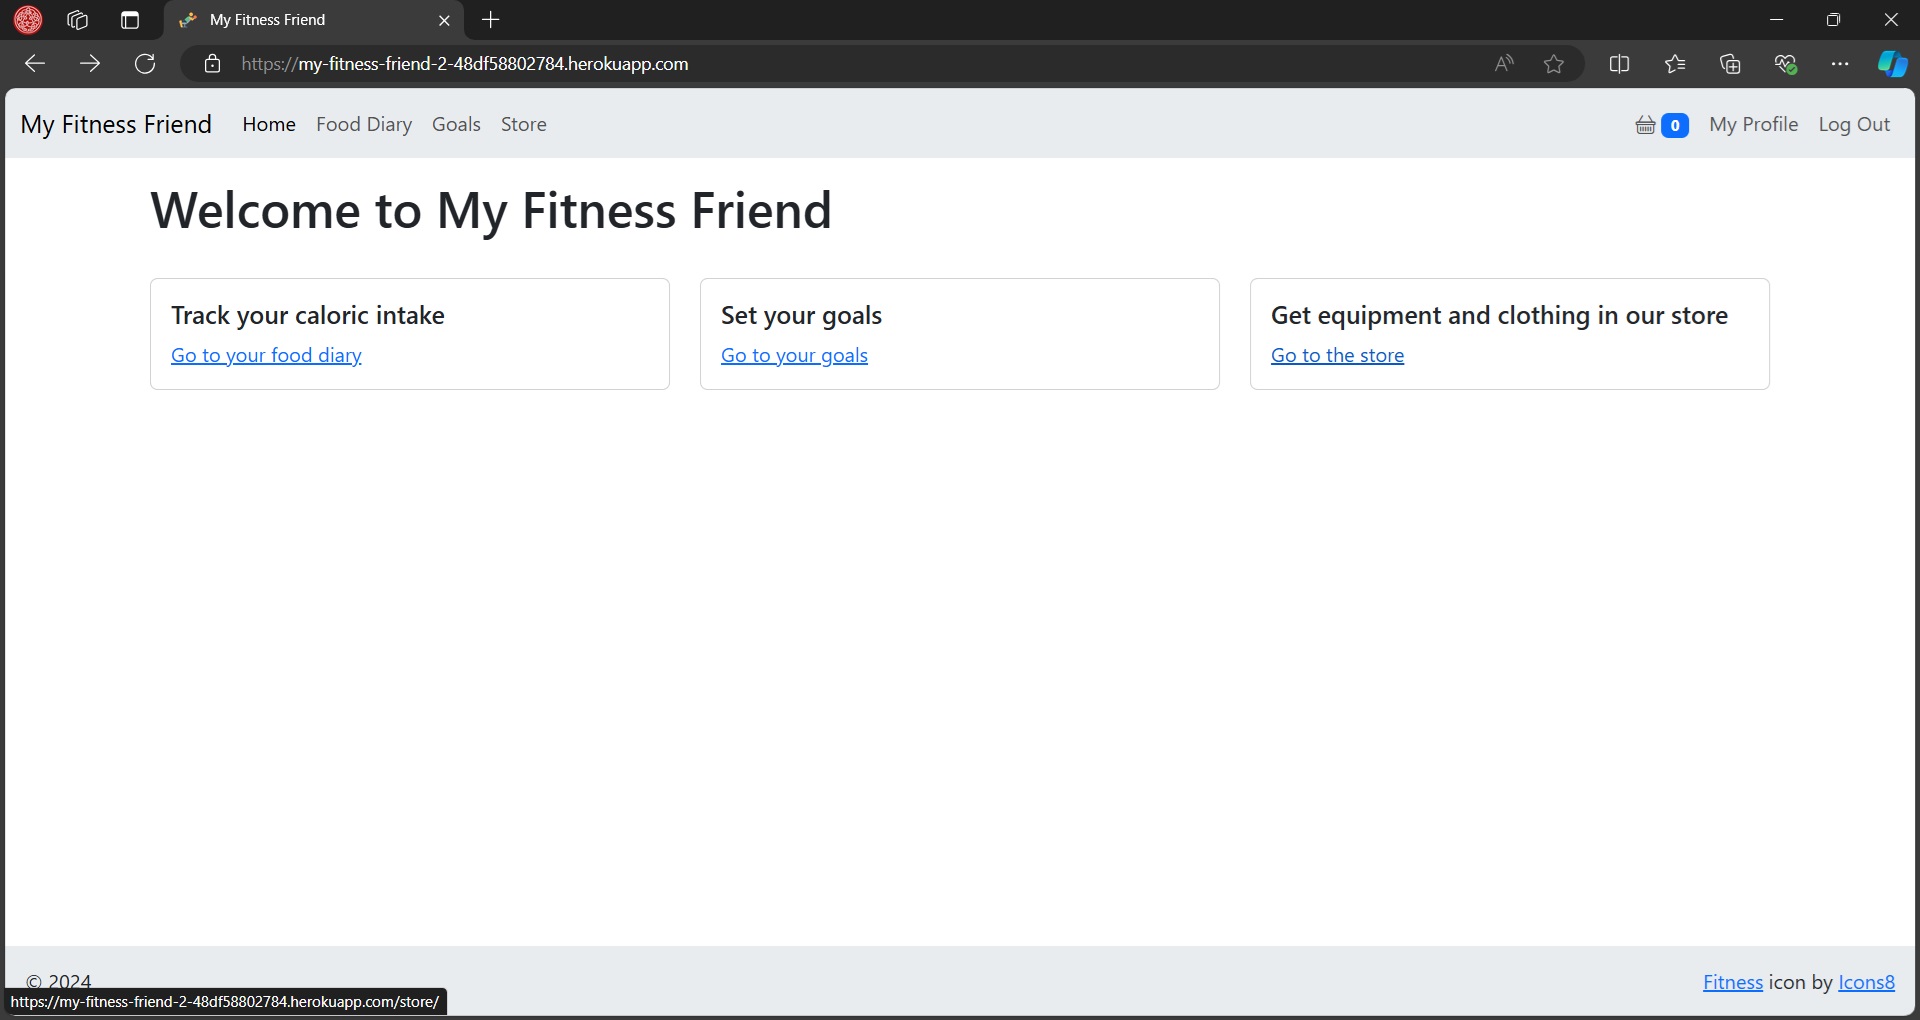 My Fitness Friend
https://my-fitness-friend-2-48df58802784.herokuapp.com
My Fitness Friend Home Food Diary Goals Store 0 My Profile Log Out
Welcome to My Fitness Friend
Track your caloric intake
Go to your food diary
Set your goals
Go to your goals
Get equipment and clothing in our store
Go to the store
© 2024
Fitness icon by Icons8
https://my-fitness-friend-2-48df58802784.herokuapp.com/store/